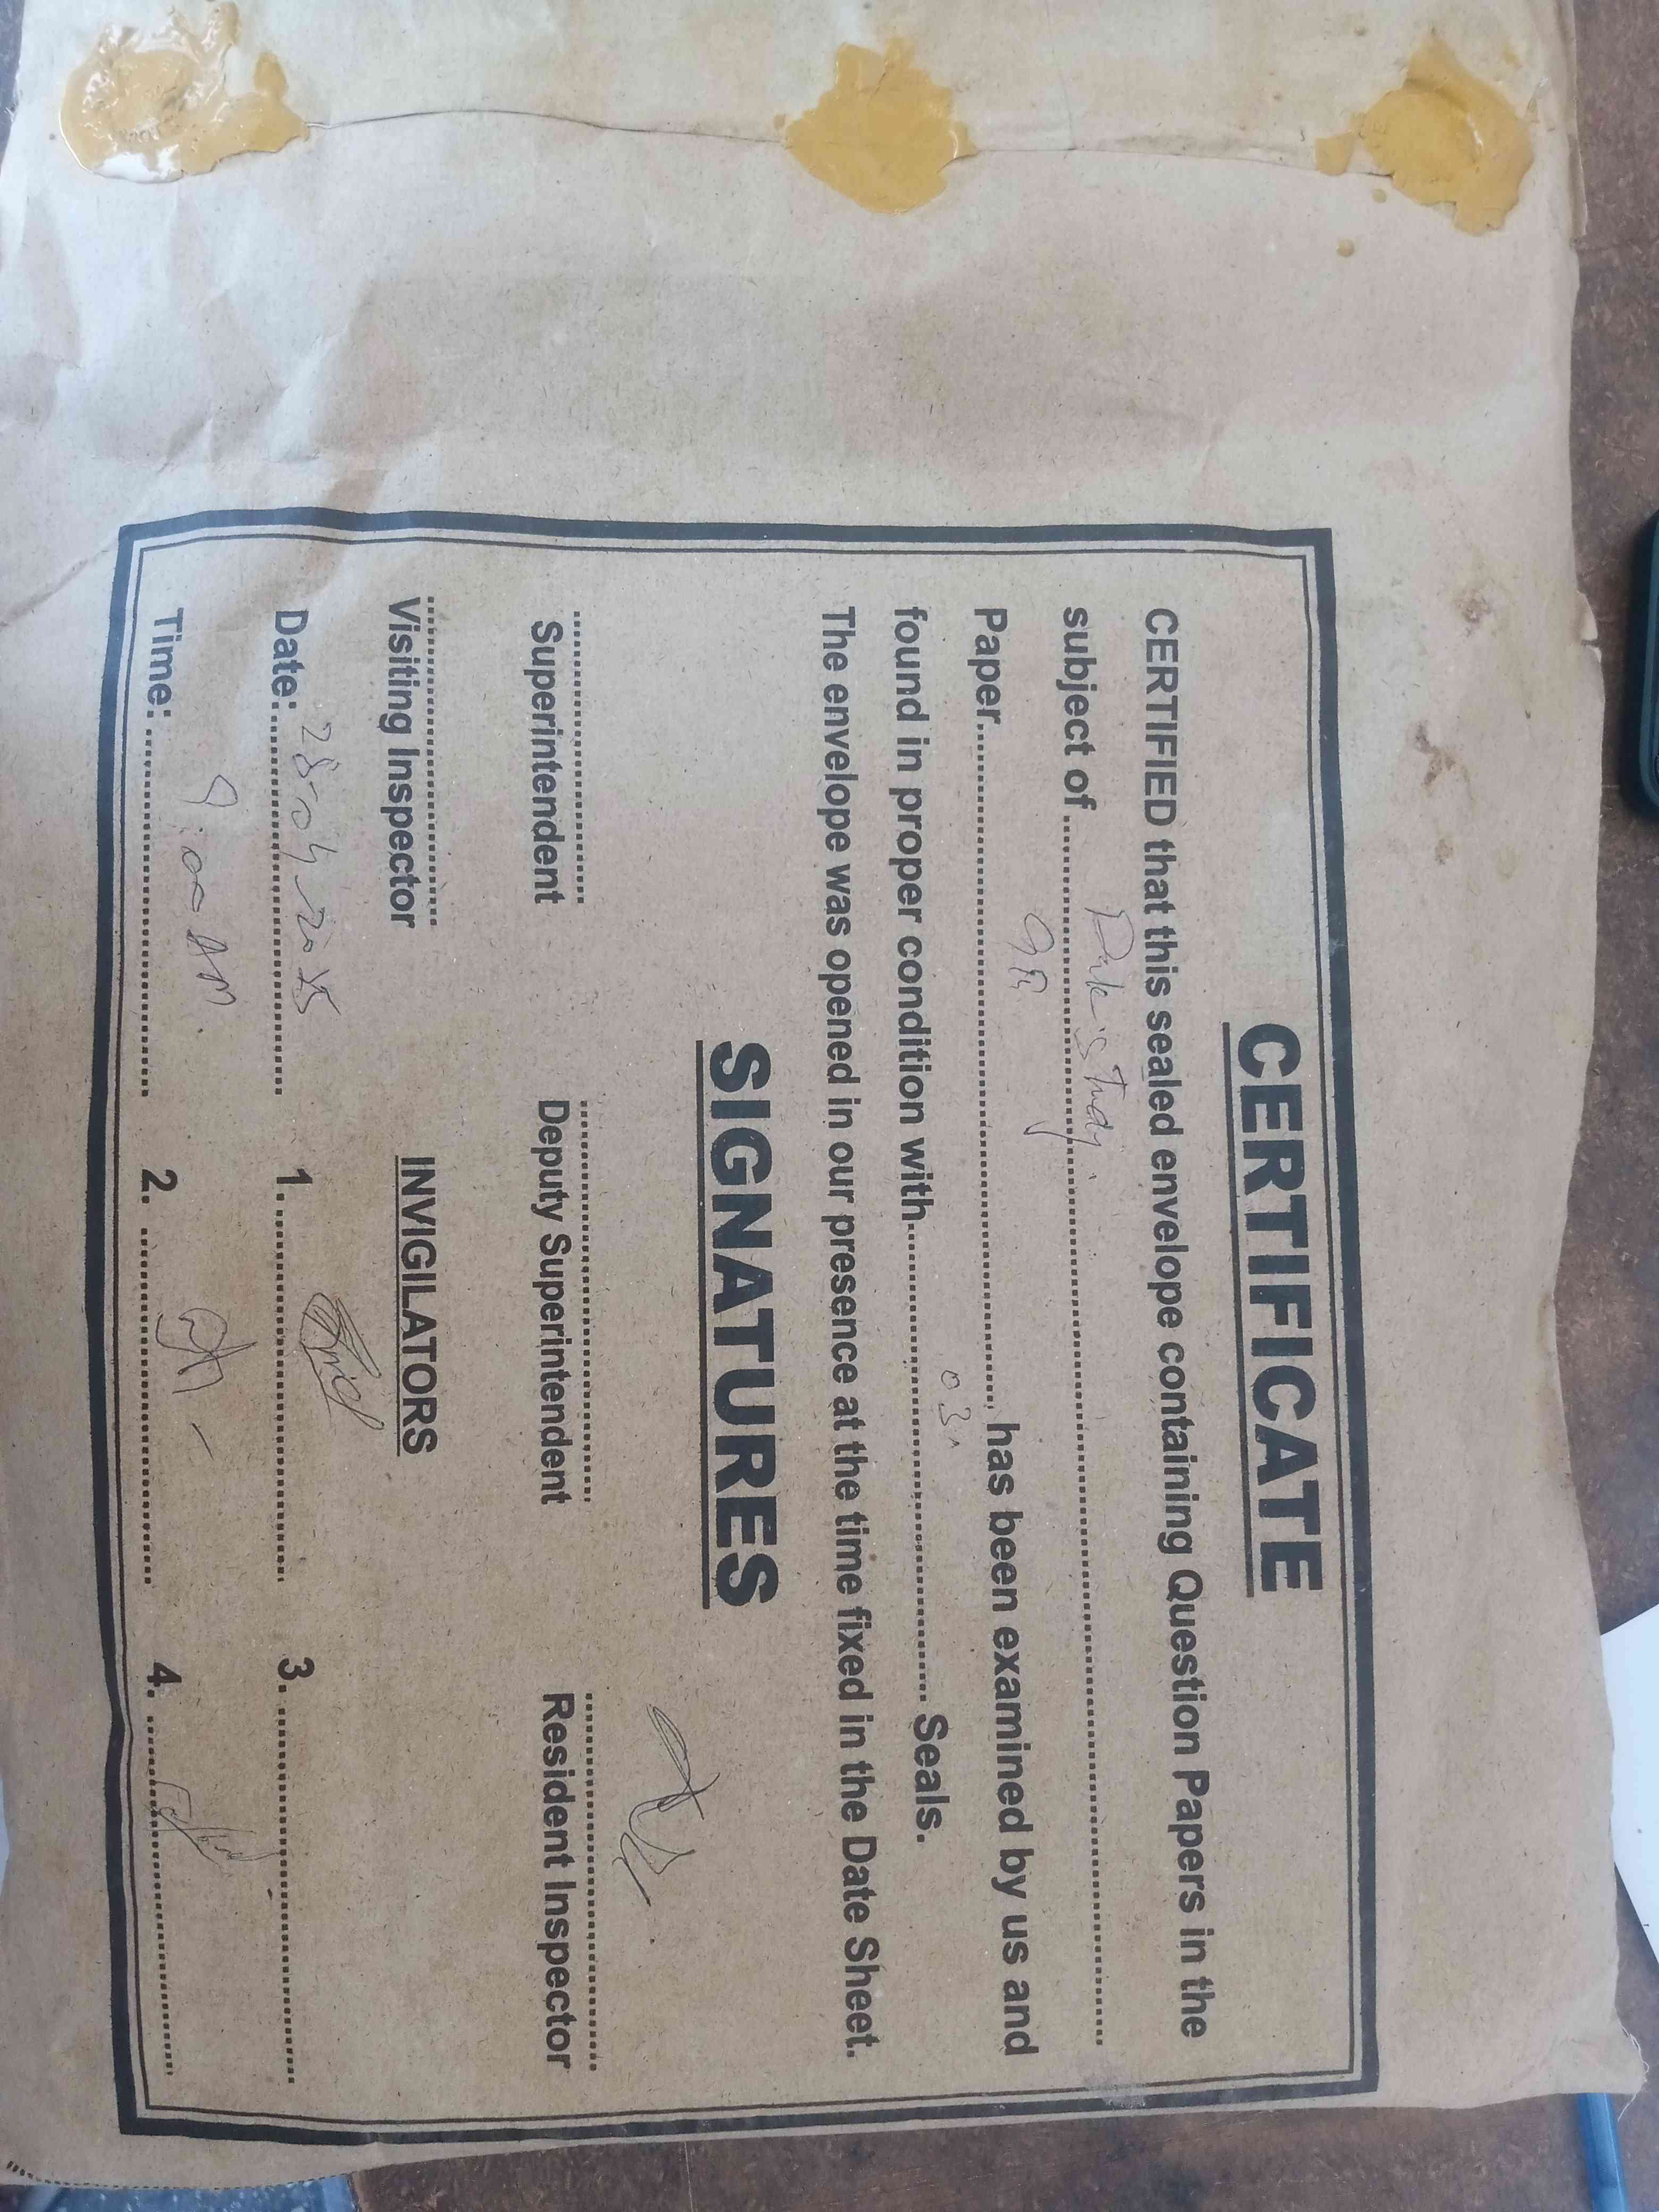 CERTIFICATE
CERTIFIED that this sealed envelope containing Question Papers in the
subject of Pak study.
Paper 9th has been examined by us and
found in proper condition with 03 Seals.
The envelope was opened in our presence at the time fixed in the Date Sheet.
SIGNATURES
Superintendent Deputy Superintendent Resident Inspector
Visiting Inspector INVIGILATORS
Date: 28-04-2025 1. 3.
Time: 9:00 AM. 2. 4.